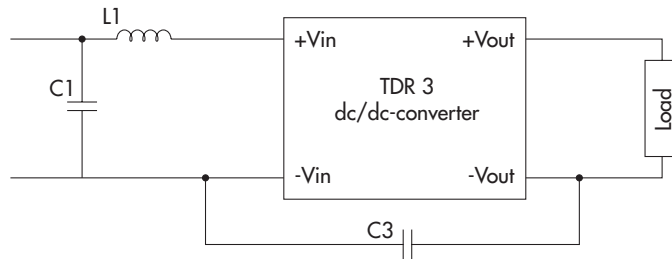 L1
+Vin
+Vout
C1
TDR 3
dc/dc-converter
Load
-Vin
-Vout
C3